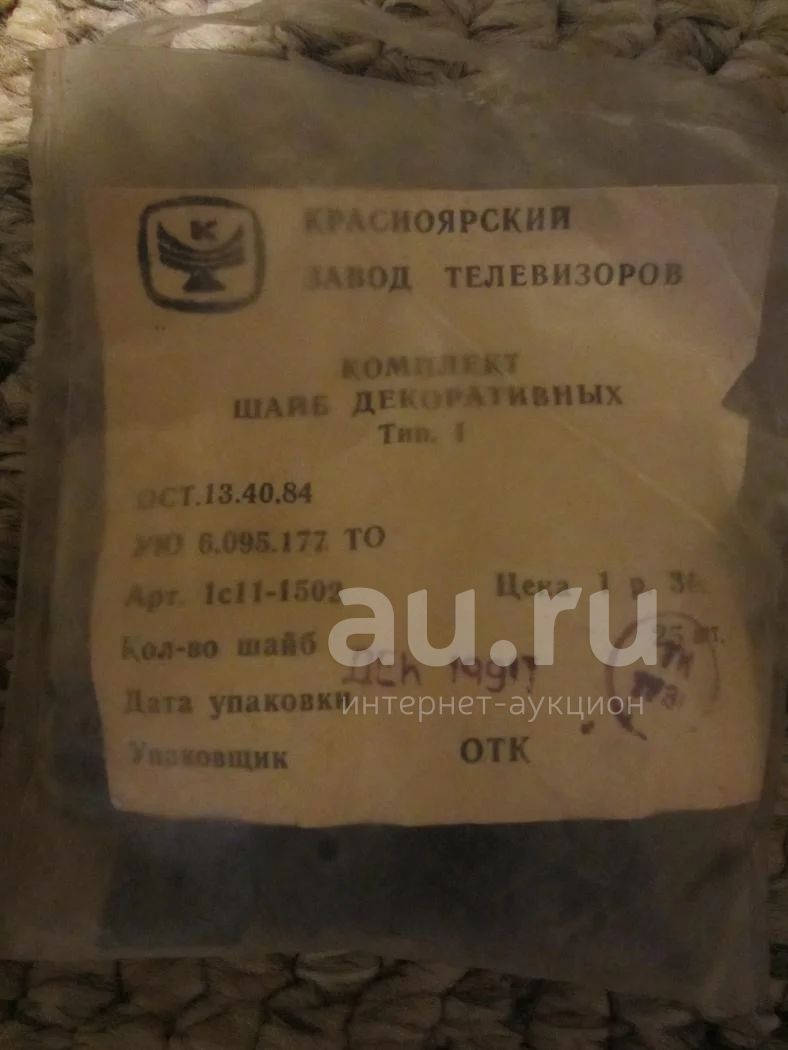 К
КРАСНОЯРСКИЙ
ЗАВОД ТЕЛЕВИЗОРОВ
КОМПЛЕКТ
ШАЙБ ДЕКОРАТИВНЫХ
Тип. 1
ОСТ.13.40.84
УЮ 6.095.177 ТО
Арт. 1с11-1502
Цена 1 р.
Кол-во шайб
25 шт.
ДЕК
Дата упаковки
Упаковщик
ОТК
au.ru
интернет-аукцион